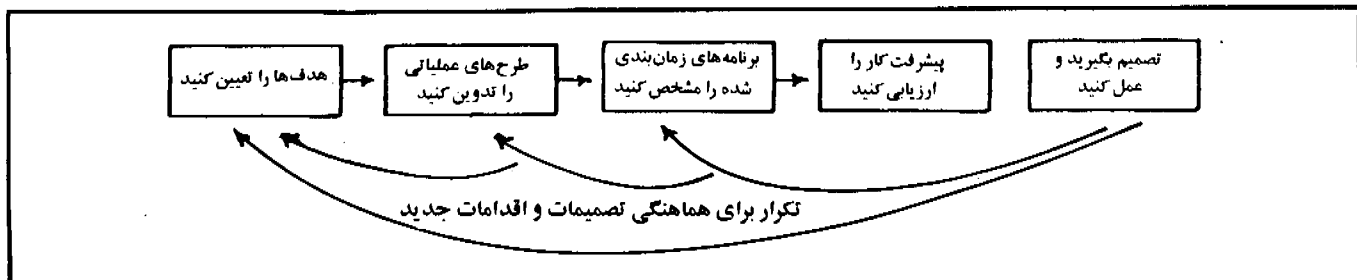 هدف‌ها را تعیین کنید
طرح‌های عملیاتی
را تدوین کنید
برنامه‌های زمان‌بندی
شده را مشخص کنید
پیشرفت کار را
ارزیابی کنید
تصمیم بگیرید و
عمل کنید
تکرار برای هماهنگی تصمیمات و اقدامات جدید